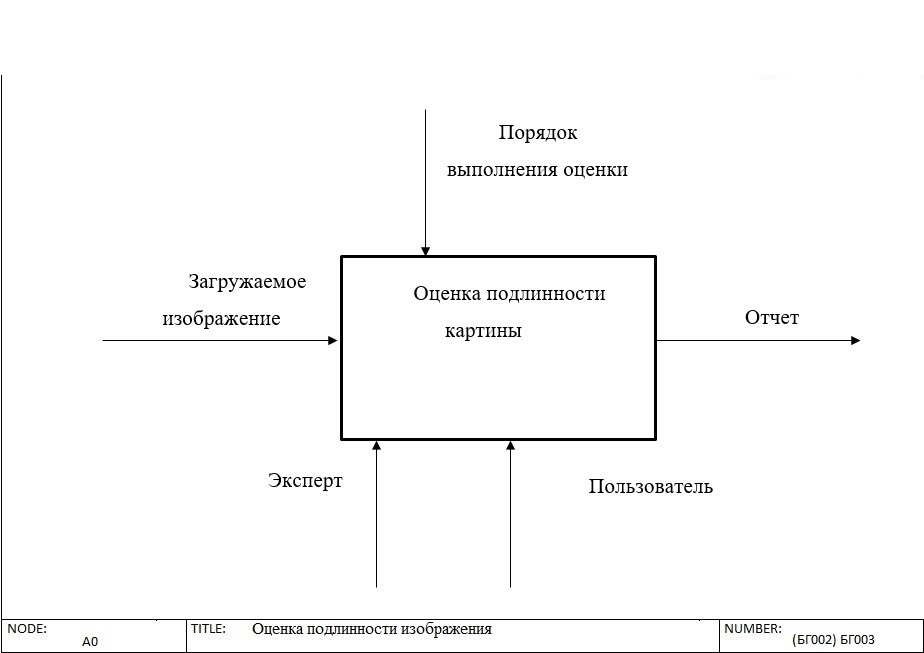 Порядок
выполнения оценки
Загружаемое
изображение
Оценка подлинности
картины
Отчет
Эксперт
Пользователь
NODE:
A0
TITLE: Оценка подлинности изображения
NUMBER:
(БГ002) БГ003